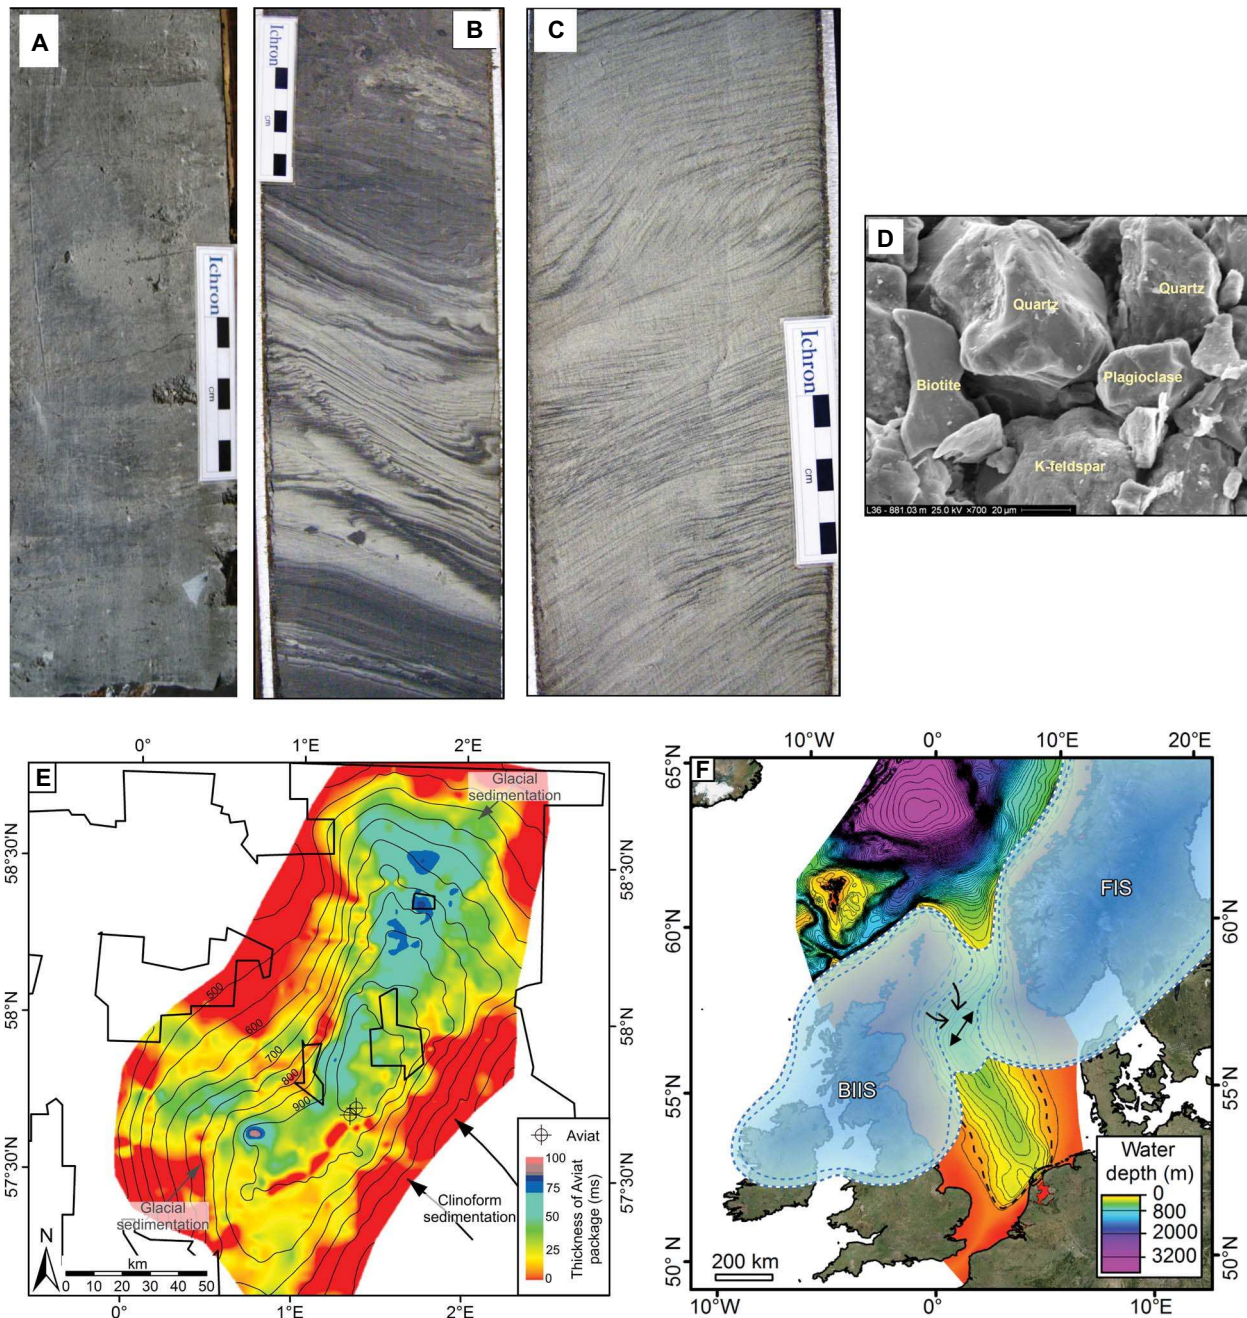 A
B
C
Ichron
cm
Ichron
cm
Ichron
cm
D
Quartz
Quartz
Biotite
Plagioclase
K-feldspar
L36 - 881.03 m 25.0 kV ×700 20 µm
E
0°
1°E
2°E
Glacial
sedimentation
58°30'N
58°30'N
500
600
700
800
900
58°N
58°N
57°30'N
57°30'N
Glacial
sedimentation
Clinoform
sedimentation
Aviat
100
75
50
25
0
Thickness of Aviat
package (ms)
N
km
0 10 20 30 40 50
0°
1°E
2°E
F
10°W
0°
10°E
20°E
65°N
60°N
60°N
55°N
55°N
50°N
50°N
FIS
BIIS
Water
depth (m)
0
800
2000
3200
200 km
10°W
0°
10°E